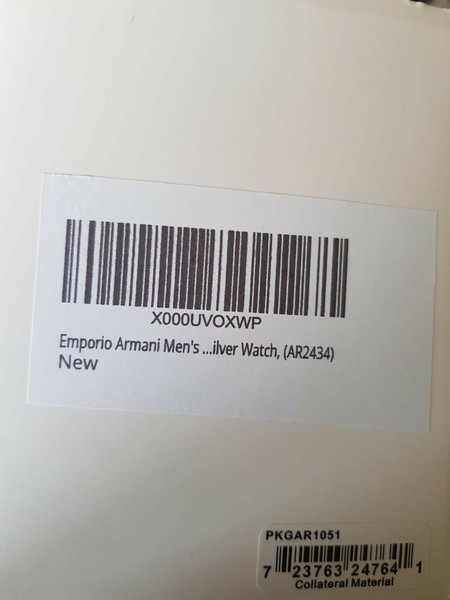 X000UVOXWP
Emporio Armani Men's ...ilver Watch, (AR2434)
New
PKGAR1051
7 23763 24764 1
Collateral Material